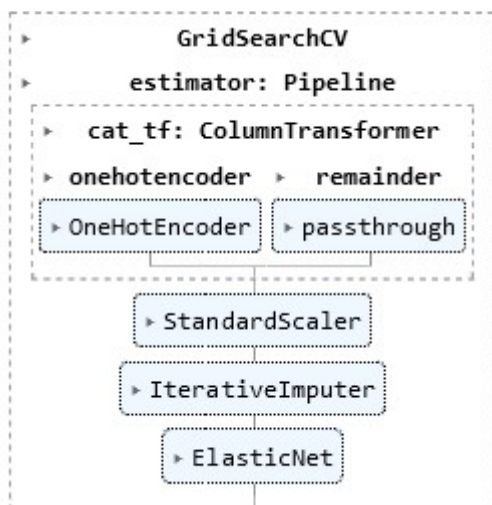 GridSearchCV
estimator: Pipeline
cat_tf: ColumnTransformer
onehotencoder remainder
OneHotEncoder passthrough
StandardScaler
IterativeImputer
ElasticNet